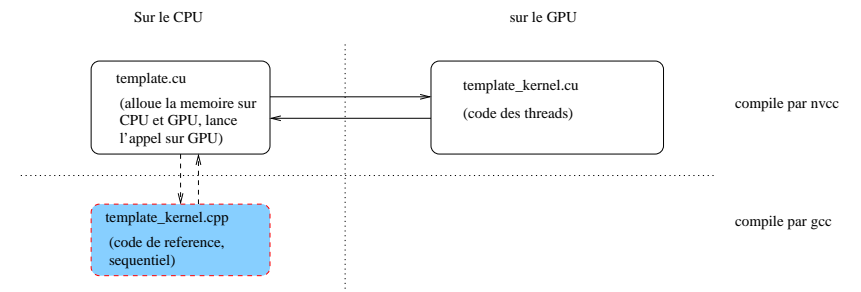 Sur le CPU
sur le GPU
template.cu
(alloue la memoire sur
CPU et GPU, lance
l'appel sur GPU)
template_kernel.cu
(code des threads)
compile par nvcc
template_kernel.cpp
(code de reference,
sequentiel)
compile par gcc